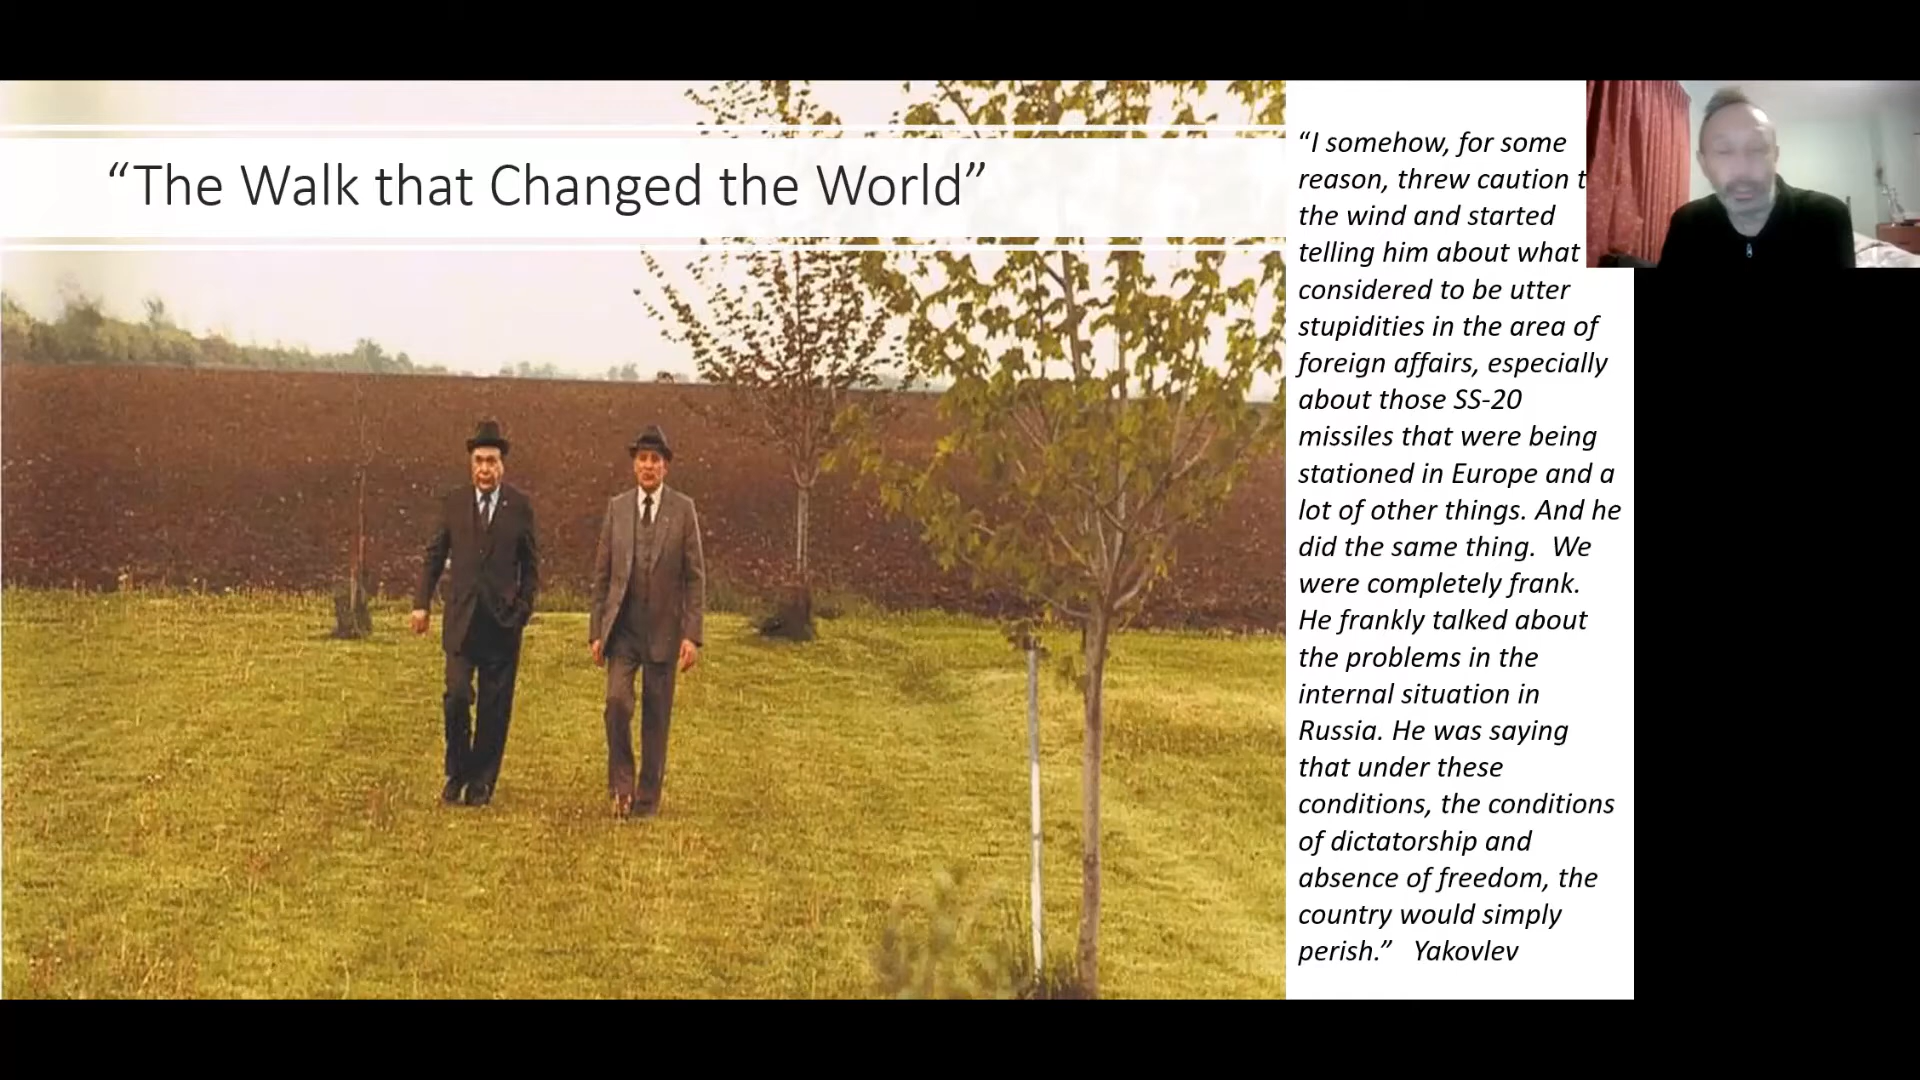 “The Walk that Changed the World”
“I somehow, for some
reason, threw caution t
the wind and started
telling him about what
considered to be utter
stupidities in the area of
foreign affairs, especially
about those SS-20
missiles that were being
stationed in Europe and a
lot of other things. And he
did the same thing. We
were completely frank.
He frankly talked about
the problems in the
internal situation in
Russia. He was saying
that under these
conditions, the conditions
of dictatorship and
absence of freedom, the
country would simply
perish.” Yakovlev